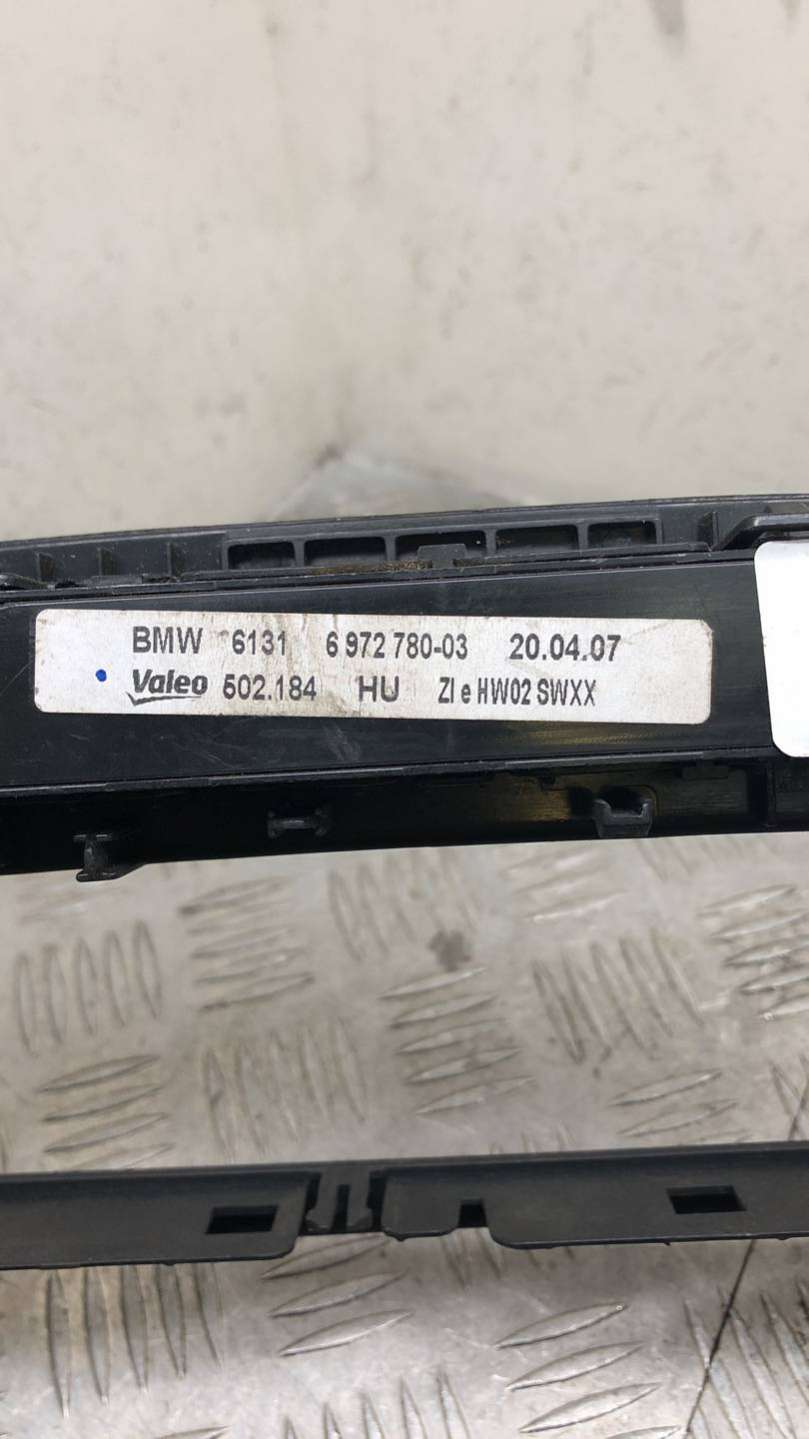 BMW 6131 6 972 780-03 20.04.07
Valeo 502.184 HU ZI e HW02 SWXX